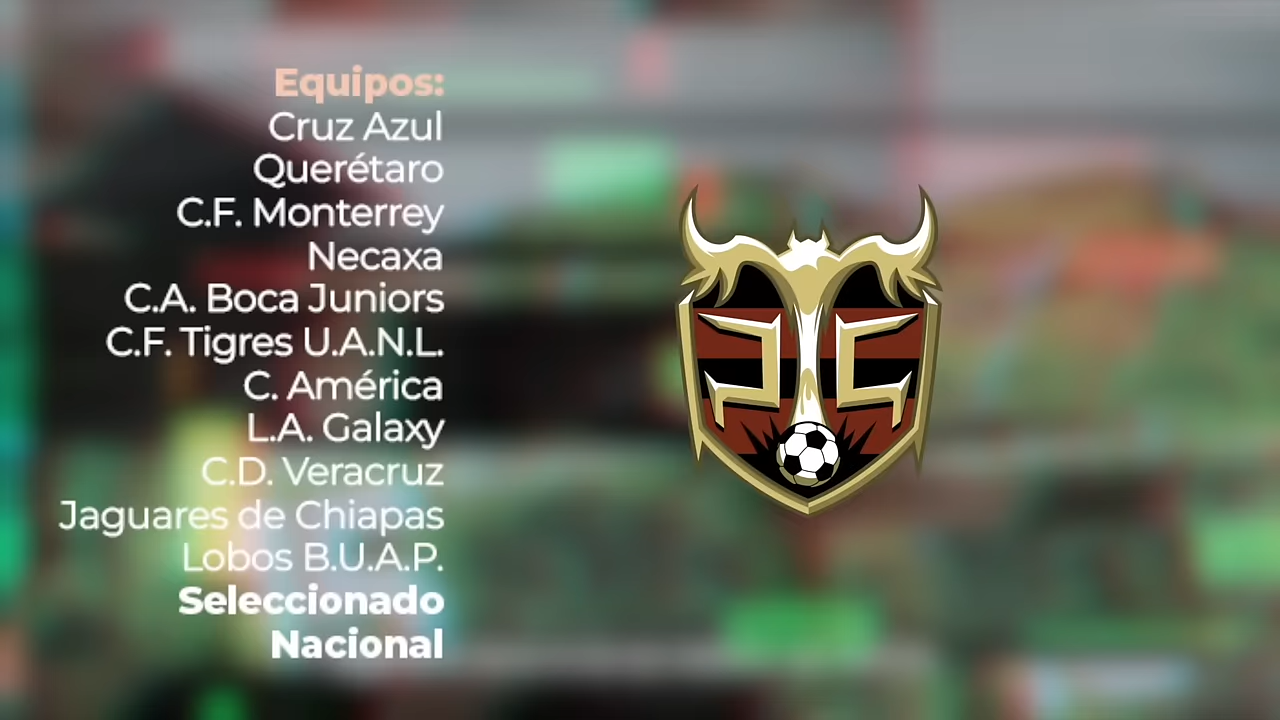 Equipos:
Cruz Azul
Querétaro
C.F. Monterrey
Necaxa
C.A. Boca Juniors
C.F. Tigres U.A.N.L.
C. América
L.A. Galaxy
C.D. Veracruz
Jaguares de Chiapas
Lobos B.U.A.P.
Seleccionado
Nacional